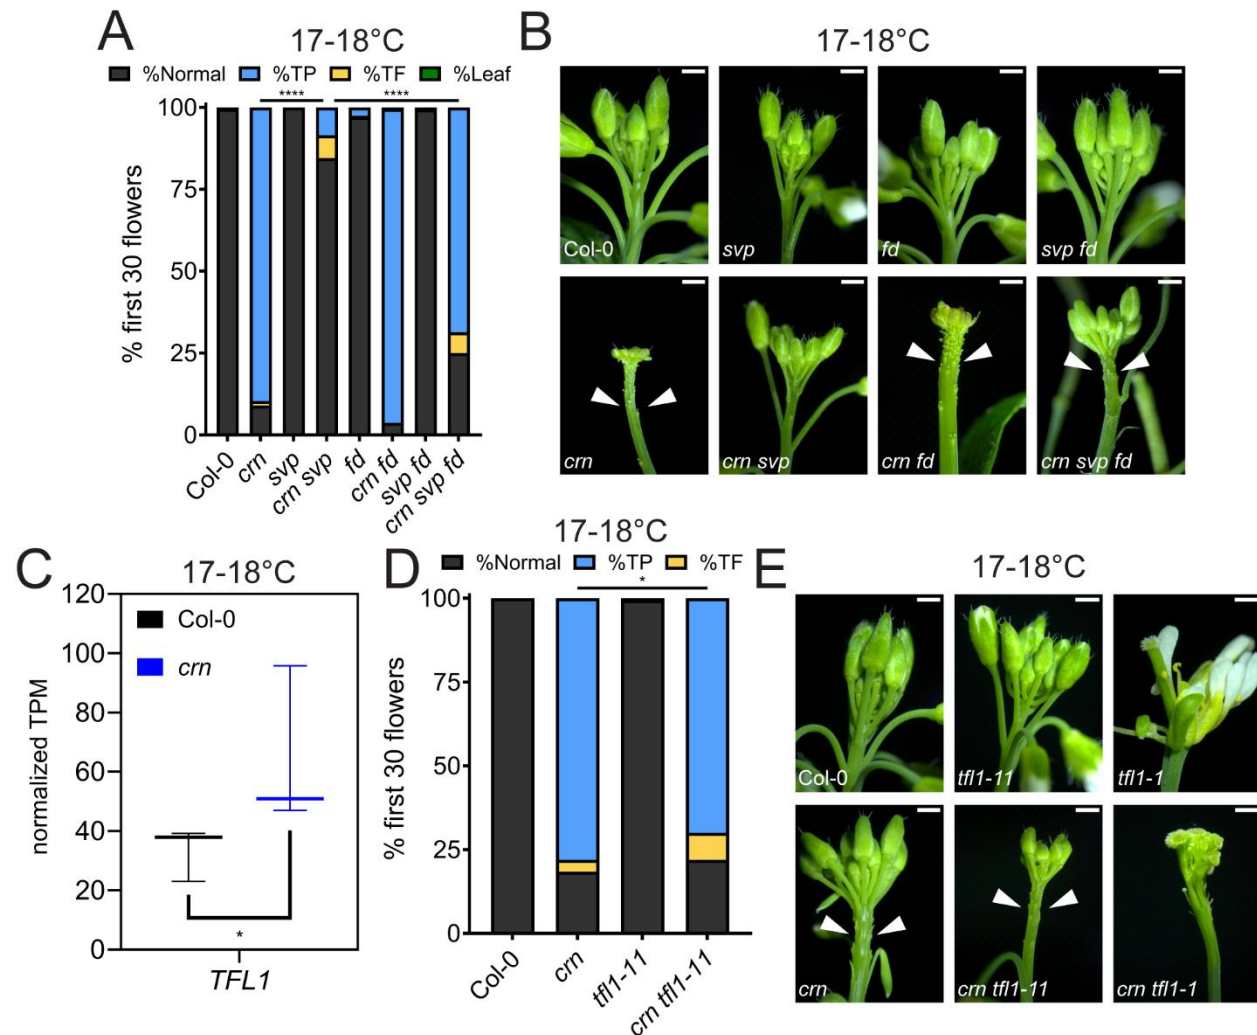 A
17-18°C
%Normal %TP %TF %Leaf
**** ****
100
75
50
25
0
% first 30 flowers
Col-0
crn
svp
crn svp
fd
crn fd
svp fd
crn svp fd
B
17-18°C
Col-0
svp
fd
svp fd
crn
crn svp
crn fd
crn svp fd
C
17-18°C
120
100
80
60
40
20
0
normalized TPM
Col-0
crn
*
TFL1
D
17-18°C
%Normal %TP %TF
*
100
75
50
25
0
% first 30 flowers
Col-0
crn
tfl1-11
crn tfl1-11
E
17-18°C
Col-0
tfl1-11
tfl1-1
crn
crn tfl1-11
crn tfl1-1